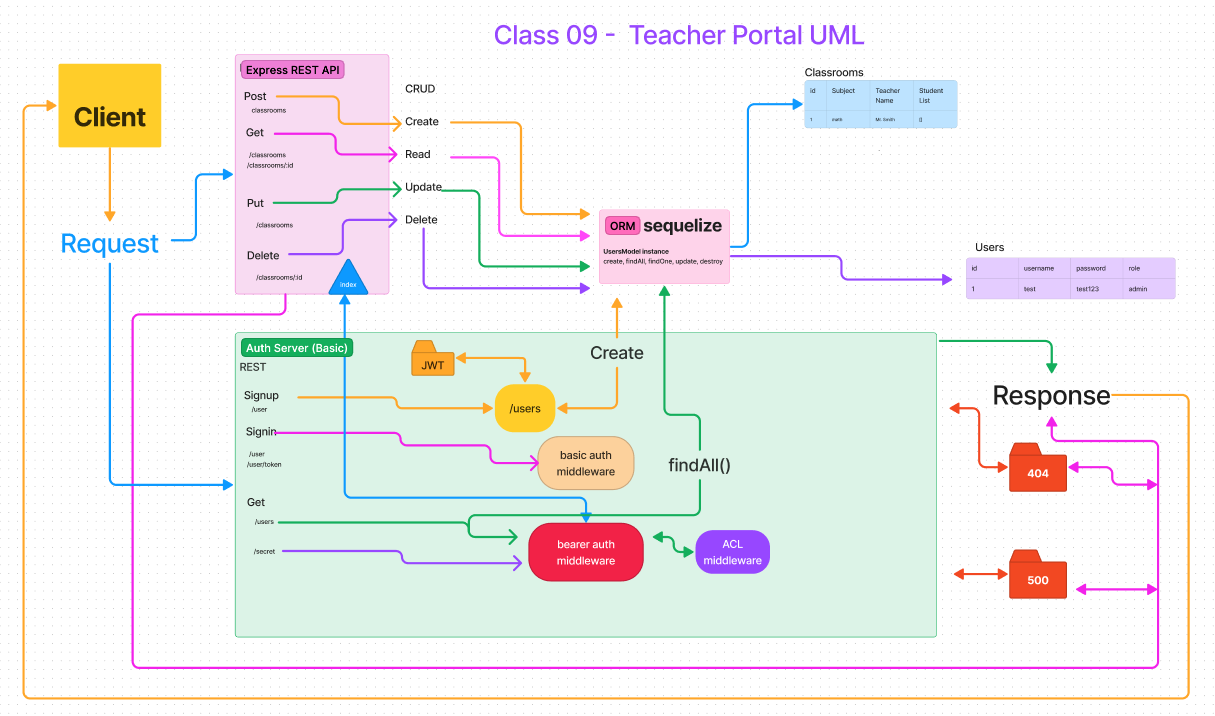 Class 09 - Teacher Portal UML
Client
Request
Express REST API
Post
classrooms
Get
/classrooms
/classrooms/:id
Put
/classrooms
Delete
/classrooms/:id
index
CRUD
Create
Read
Update
Delete
ORM sequelize
UsersModel instance
create, findAll, findOne, update, destroy
Classrooms
id Subject Teacher Name Student List
1 math Mr. Smith []
Users
id username password role
1 test test123 admin
Auth Server (Basic)
REST
Signup
/user
Signin
/user
/user/token
Get
/users
/secret
JWT
/users
Create
basic auth
middleware
findAll()
bearer auth
middleware
ACL
middleware
Response
404
500